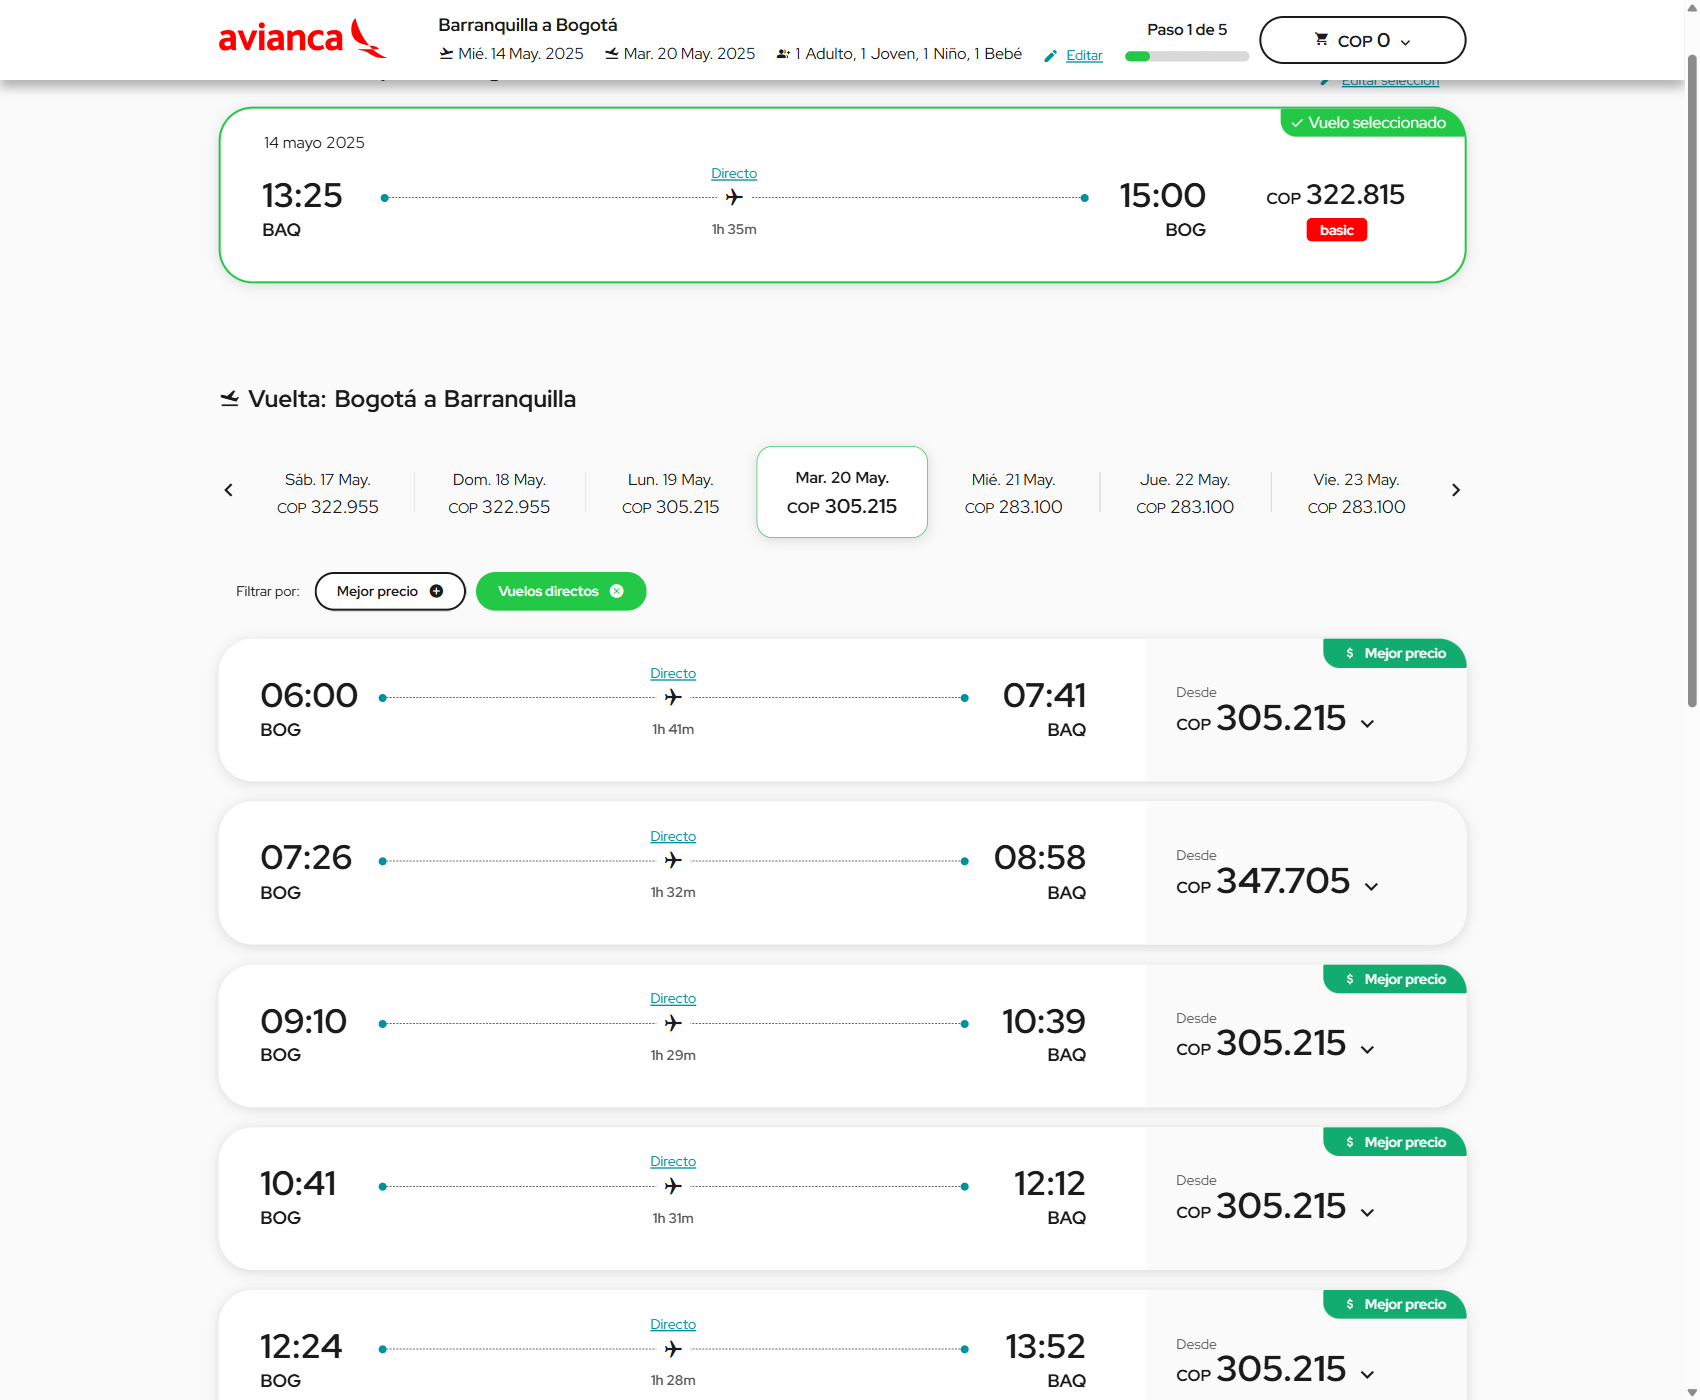 avianca
Barranquilla a Bogotá
Mié. 14 May. 2025 Mar. 20 May. 2025 1 Adulto, 1 Joven, 1 Niño, 1 Bebé Editar
Paso 1 de 5
COP 0
Editar selección
Vuelo seleccionado
14 mayo 2025
Directo
13:25 15:00 COP 322.815
BAQ 1h 35m BOG basic
Vuelta: Bogotá a Barranquilla
Sáb. 17 May. Dom. 18 May. Lun. 19 May. Mar. 20 May. Mié. 21 May. Jue. 22 May. Vie. 23 May.
COP 322.955 COP 322.955 COP 305.215 COP 305.215 COP 283.100 COP 283.100 COP 283.100
Filtrar por: Mejor precio Vuelos directos
$ Mejor precio
Directo
06:00 07:41
BOG 1h 41m BAQ
Desde
COP 305.215
Directo
07:26 08:58
BOG 1h 32m BAQ
Desde
COP 347.705
$ Mejor precio
Directo
09:10 10:39
BOG 1h 29m BAQ
Desde
COP 305.215
$ Mejor precio
Directo
10:41 12:12
BOG 1h 31m BAQ
Desde
COP 305.215
$ Mejor precio
Directo
12:24 13:52
BOG 1h 28m BAQ
Desde
COP 305.215